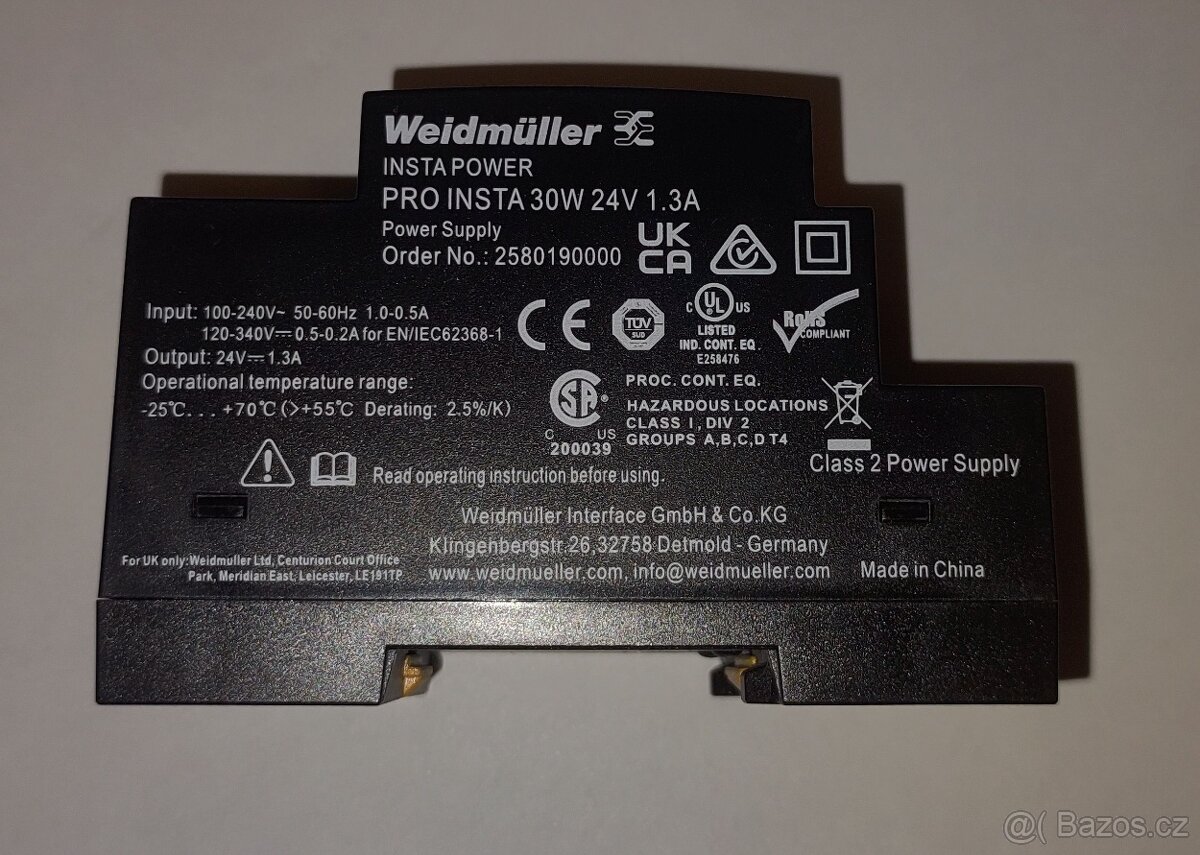 Weidmüller
INSTA POWER
PRO INSTA 30W 24V 1.3A
Power Supply
Order No.: 2580190000
UK
CA
Input: 100-240V~ 50-60Hz 1.0-0.5A
120-340V⎓0.5-0.2A for EN/IEC62368-1
Output: 24V⎓1.3A
Operational temperature range:
-25℃...+70℃(>+55℃ Derating: 2.5%/K)
CE
TÜV
SÜD
C UL US
LISTED
IND. CONT. EQ.
E258476
RoHS
COMPLIANT
SA
C US
200039
PROC. CONT. EQ.
HAZARDOUS LOCATIONS
CLASS I, DIV 2
GROUPS A,B,C,D T4
Class 2 Power Supply
Read operating instruction before using.
Weidmüller Interface GmbH & Co.KG
Klingenbergstr.26,32758 Detmold - Germany
www.weidmueller.com, info@weidmueller.com
Made in China
For UK only:Weidmuller Ltd, Centurion Court Office
Park, Meridian East, Leicester, LE191TP
@( Bazos.cz